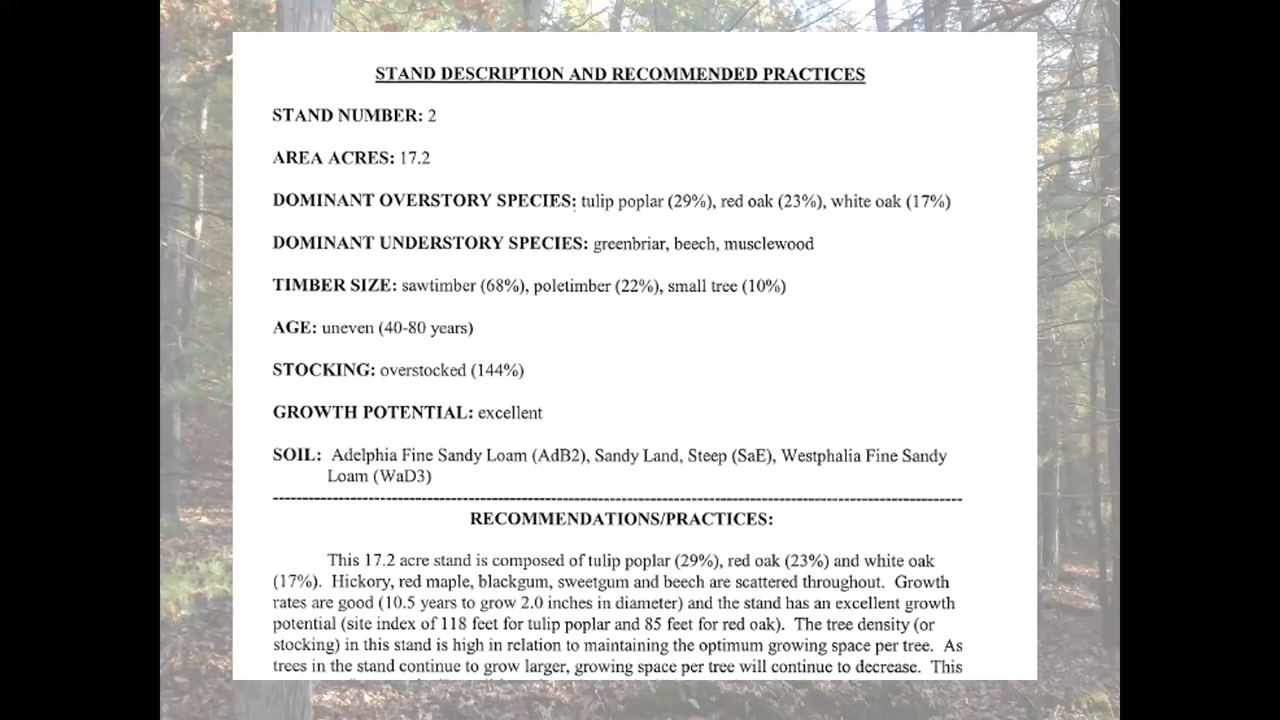 STAND DESCRIPTION AND RECOMMENDED PRACTICES
STAND NUMBER: 2
AREA ACRES: 17.2
DOMINANT OVERSTORY SPECIES: tulip poplar (29%), red oak (23%), white oak (17%)
DOMINANT UNDERSTORY SPECIES: greenbriar, beech, musclewood
TIMBER SIZE: sawtimber (68%), poletimber (22%), small tree (10%)
AGE: uneven (40-80 years)
STOCKING: overstocked (144%)
GROWTH POTENTIAL: excellent
SOIL: Adelphia Fine Sandy Loam (AdB2), Sandy Land, Steep (SaE), Westphalia Fine Sandy
Loam (WaD3)
RECOMMENDATIONS/PRACTICES:
This 17.2 acre stand is composed of tulip poplar (29%), red oak (23%) and white oak
(17%). Hickory, red maple, blackgum, sweetgum and beech are scattered throughout. Growth
rates are good (10.5 years to grow 2.0 inches in diameter) and the stand has an excellent growth
potential (site index of 118 feet for tulip poplar and 85 feet for red oak). The tree density (or
stocking) in this stand is high in relation to maintaining the optimum growing space per tree. As
trees in the stand continue to grow larger, growing space per tree will continue to decrease. This